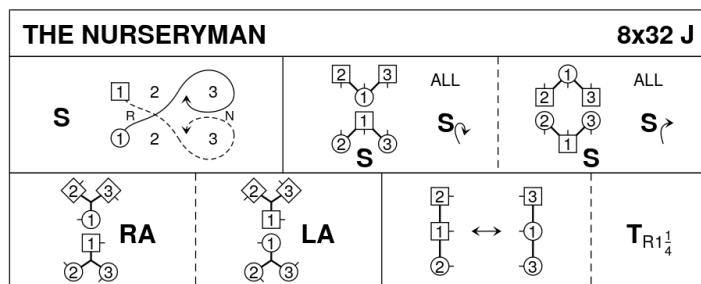 THE NURSERYMAN 8x32 J
S 1 2 3 R N 1 2 3
2 3 ALL
1
1 S
2 3
S
1 ALL
2 3
2 3 S
1
S
2 3
1 RA
1
2 3
2 3
1 LA
1
2 3
2 3
1 1
2 3
T R1 1/4